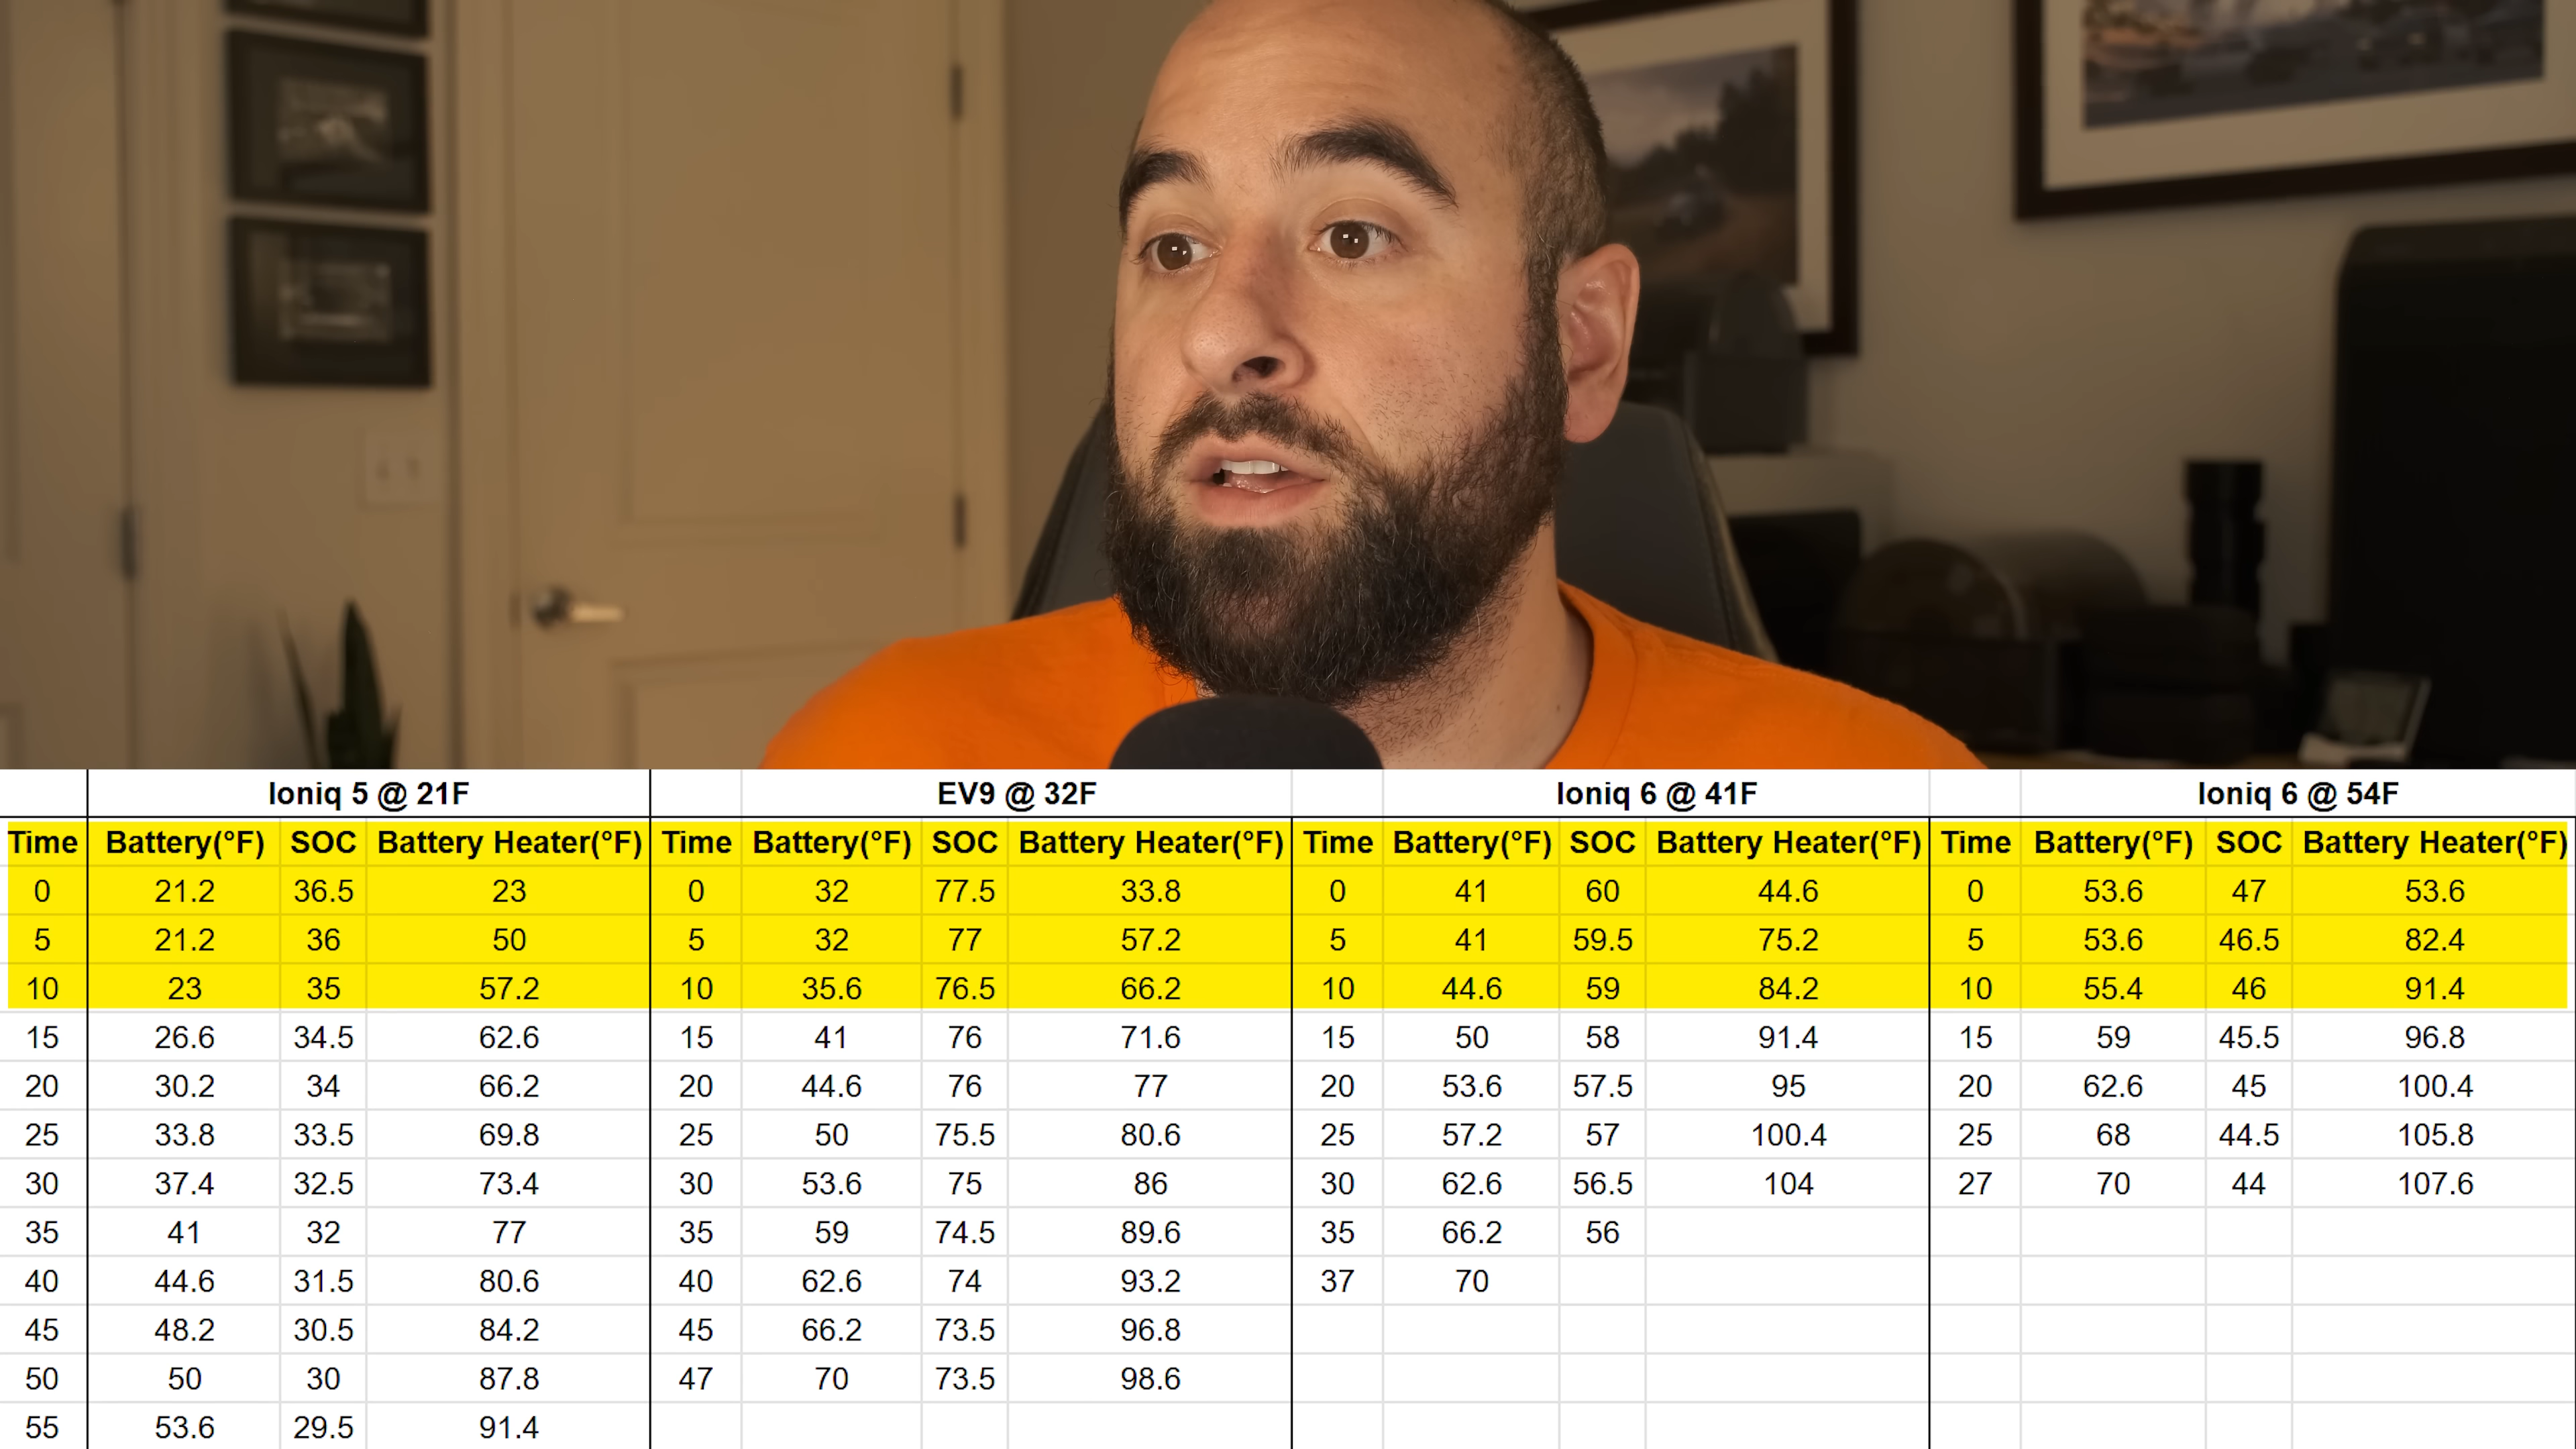 Ioniq 5 @ 21F EV9 @ 32F Ioniq 6 @ 41F Ioniq 6 @ 54F
Time Battery(°F) SOC Battery Heater(°F) Time Battery(°F) SOC Battery Heater(°F) Time Battery(°F) SOC Battery Heater(°F) Time Battery(°F) SOC Battery Heater(°F)
0 21.2 36.5 23 0 32 77.5 33.8 0 41 60 44.6 0 53.6 47 53.6
5 21.2 36 50 5 32 77 57.2 5 41 59.5 75.2 5 53.6 46.5 82.4
10 23 35 57.2 10 35.6 76.5 66.2 10 44.6 59 84.2 10 55.4 46 91.4
15 26.6 34.5 62.6 15 41 76 71.6 15 50 58 91.4 15 59 45.5 96.8
20 30.2 34 66.2 20 44.6 76 77 20 53.6 57.5 95 20 62.6 45 100.4
25 33.8 33.5 69.8 25 50 75.5 80.6 25 57.2 57 100.4 25 68 44.5 105.8
30 37.4 32.5 73.4 30 53.6 75 86 30 62.6 56.5 104 27 70 44 107.6
35 41 32 77 35 59 74.5 89.6 35 66.2 56
40 44.6 31.5 80.6 40 62.6 74 93.2 37 70
45 48.2 30.5 84.2 45 66.2 73.5 96.8
50 50 30 87.8 47 70 73.5 98.6
55 53.6 29.5 91.4